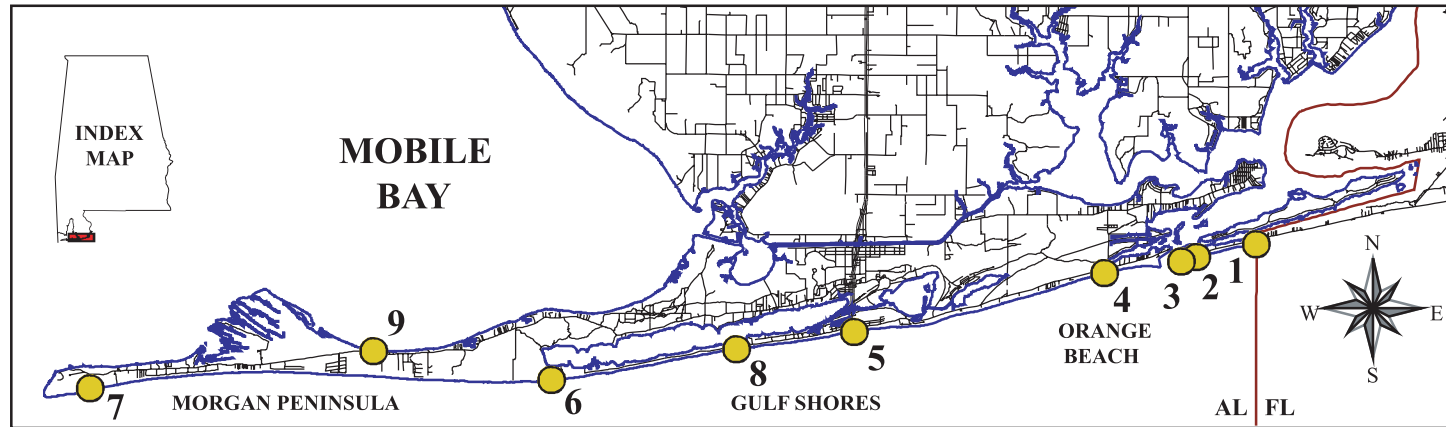 INDEX
MAP
MOBILE
BAY
N
W
E
S
1
2
3
4
ORANGE
BEACH
5
8
9
6
7
MORGAN PENINSULA
GULF SHORES
AL
FL